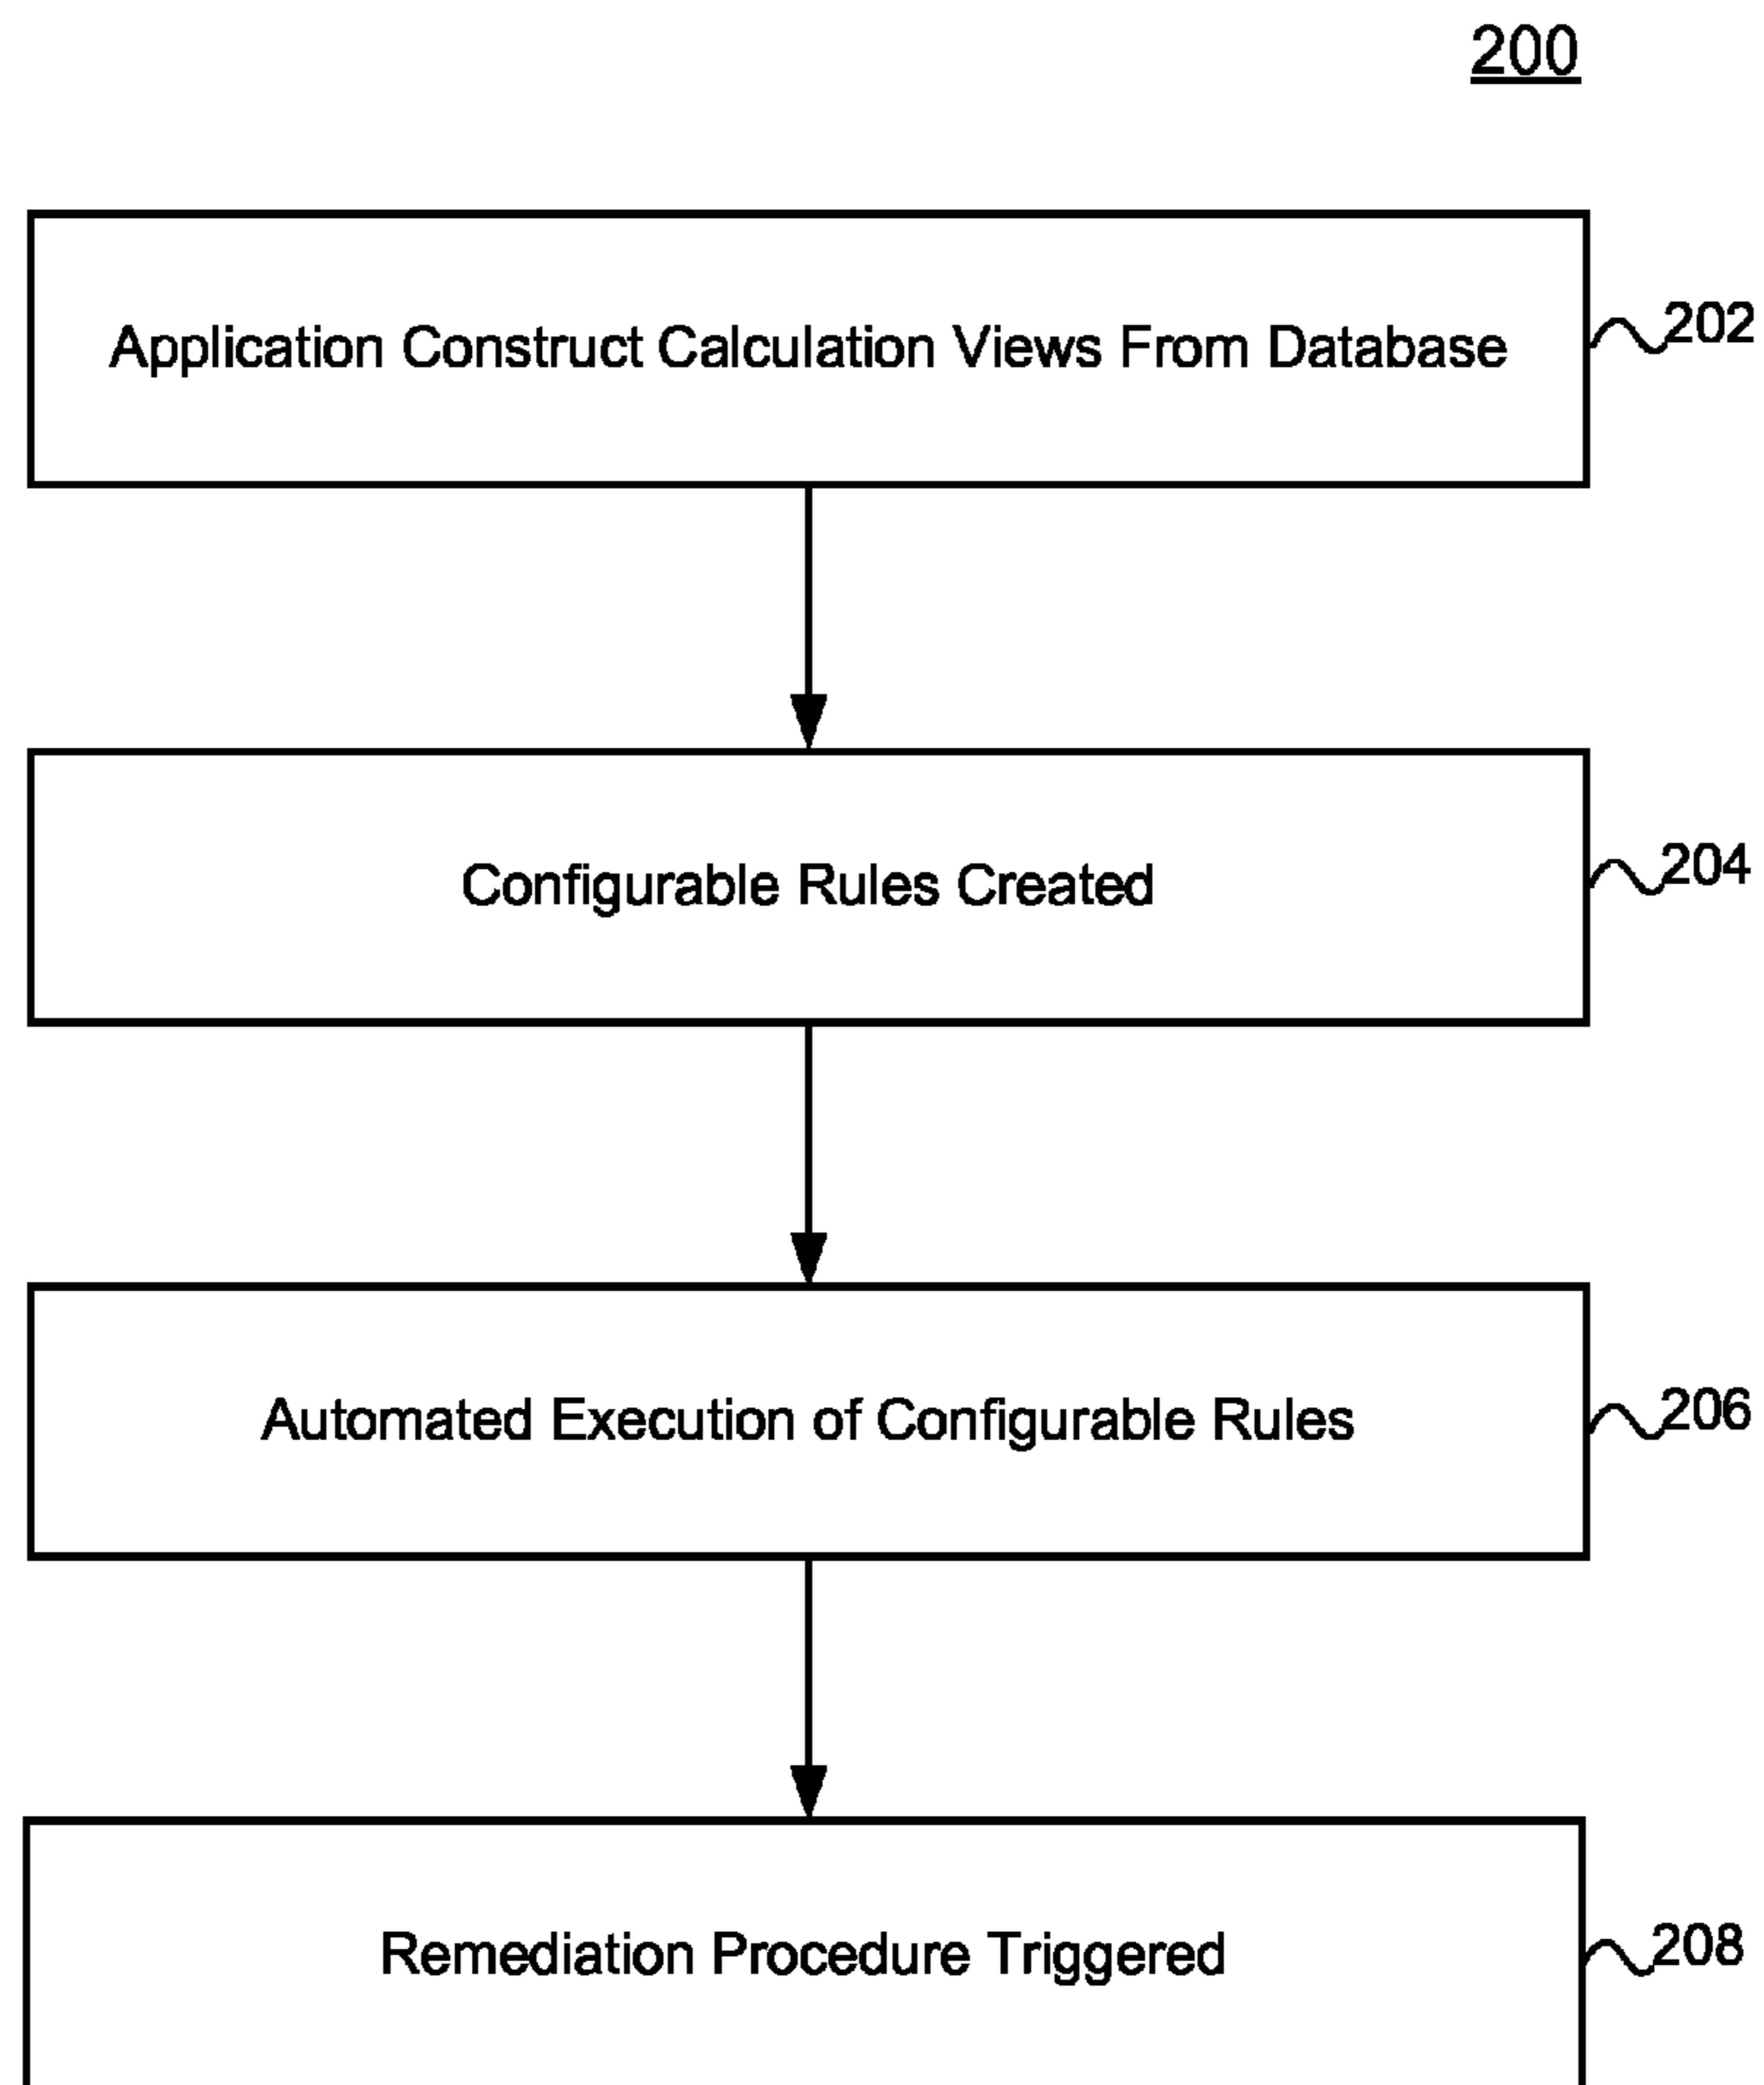 200
Application Construct Calculation Views From Database
202
Configurable Rules Created
204
Automated Execution of Configurable Rules
206
Remediation Procedure Triggered
208